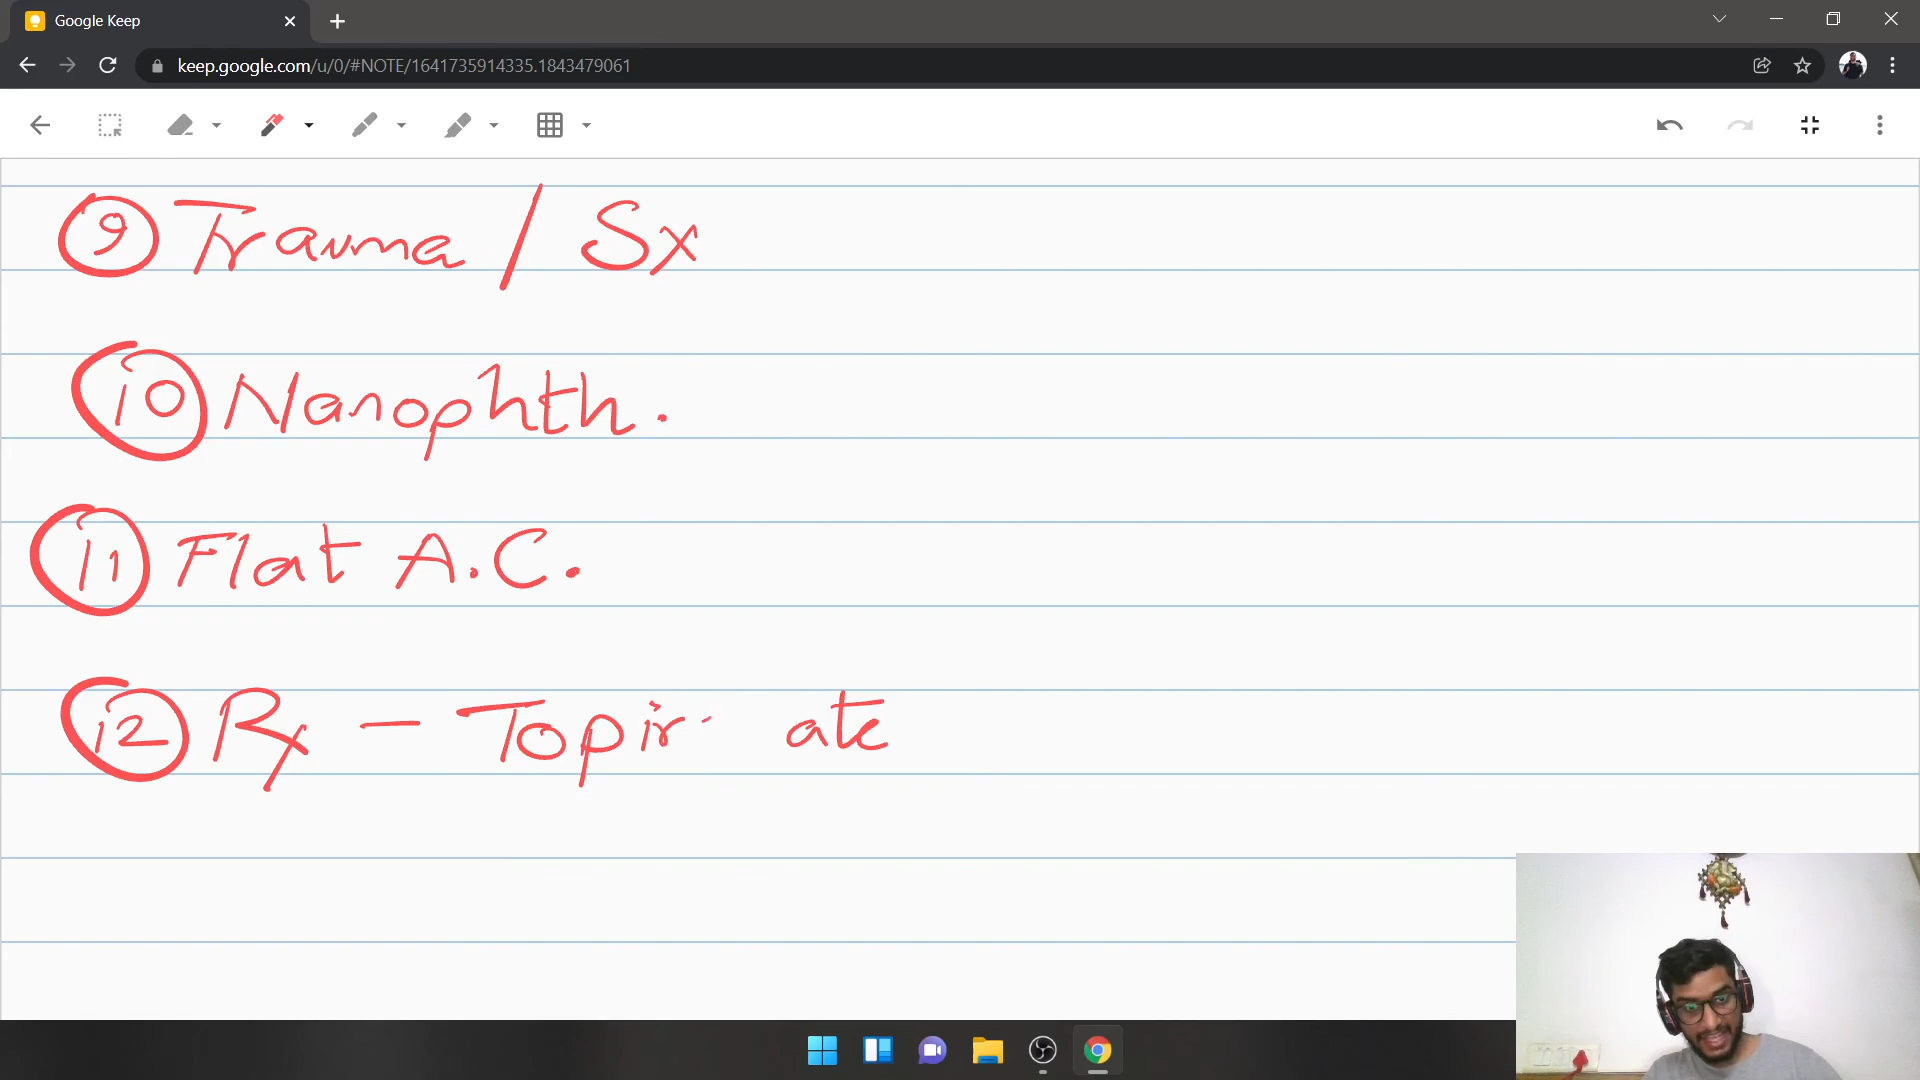 Google Keep
keep.google.com/u/0/#NOTE/1641735914335.1843479061
9 Trauma / Sx
10 Nanophth.
11 Flat A.C.
12 Rx - Topir ate